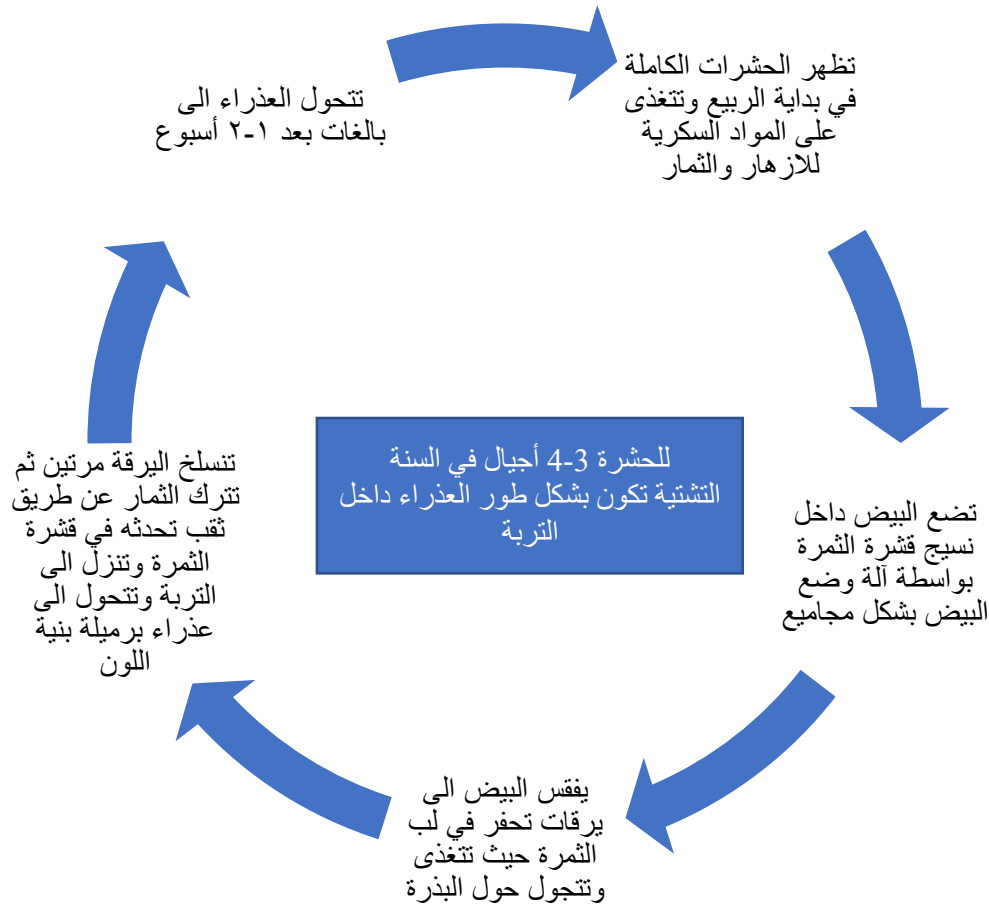 تظهر الحشرات الكاملة
في بداية الربيع وتتغذى
على المواد السكرية
للازهار والثمار
تضع البيض داخل
نسيج قشرة الثمرة
بواسطة آلة وضع
البيض بشكل مجاميع
يفقس البيض الى
يرقات تحفر في لب
الثمرة حيث تتغذى
وتتجول حول البذرة
تنسلخ اليرقة مرتين ثم
تترك الثمار عن طريق
ثقب تحدثه في قشرة
الثمرة وتنزل الى
التربة وتتحول الى
عذراء برميلة بنية
اللون
تتحول العذراء الى
بالغات بعد ١-٢ أسبوع
للحشرة 3-4 أجيال في السنة
التشتية تكون بشكل طور العذراء داخل
التربة